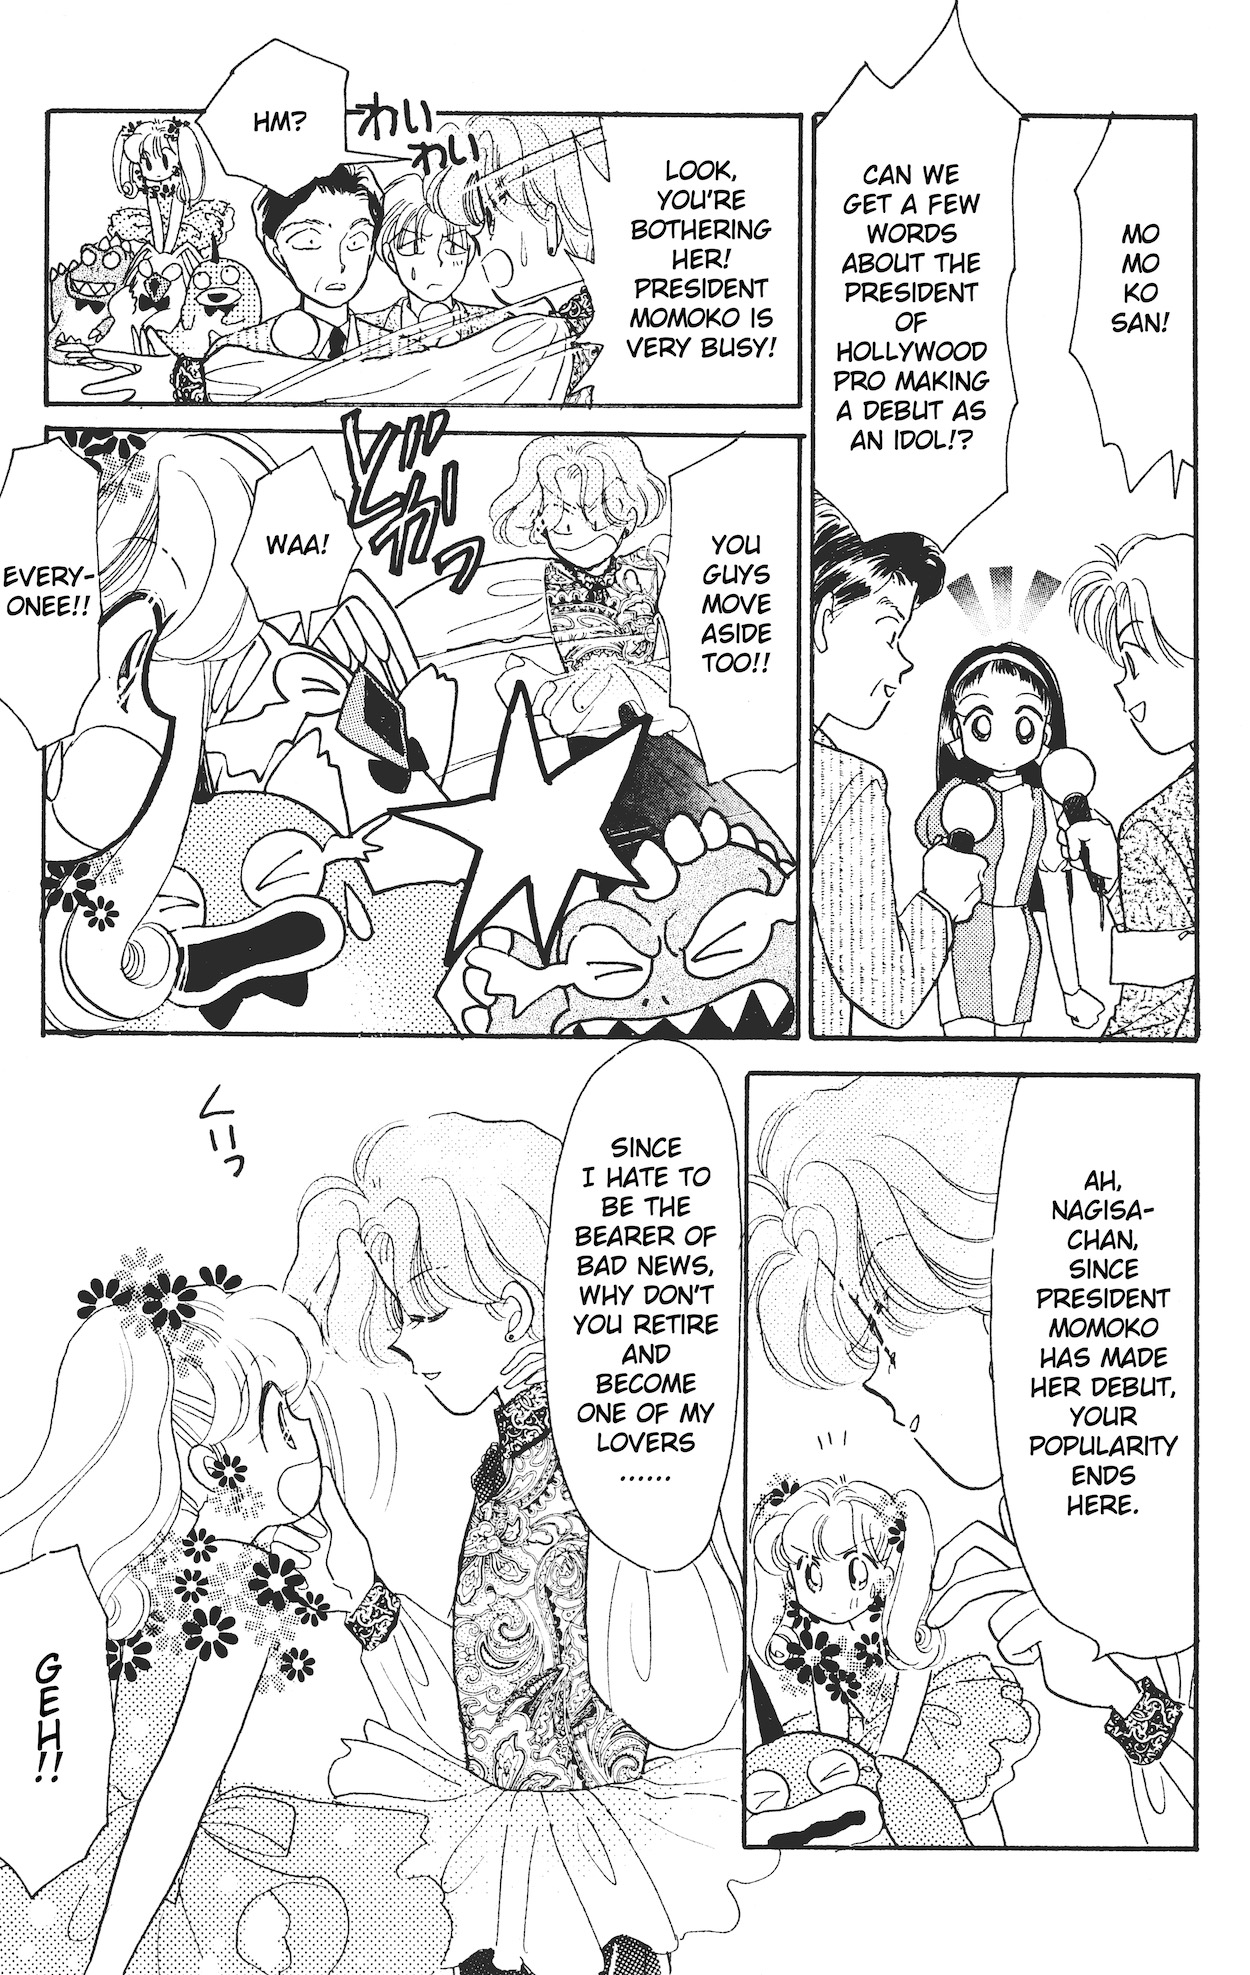 MO
MO
KO
SAN!
CAN WE
GET A FEW
WORDS
ABOUT THE
PRESIDENT
OF
HOLLYWOOD
PRO MAKING
A DEBUT AS
AN IDOL!?
LOOK,
YOU'RE
BOTHERING
HER!
PRESIDENT
MOMOKO IS
VERY BUSY!
わい
わい
HM?
YOU
GUYS
MOVE
ASIDE
TOO!!
WAA!
EVERY-
ONEE!!
AH,
NAGISA-
CHAN,
SINCE
PRESIDENT
MOMOKO
HAS MADE
HER DEBUT,
YOUR
POPULARITY
ENDS
HERE.
SINCE
I HATE TO
BE THE
BEARER OF
BAD NEWS,
WHY DON'T
YOU RETIRE
AND
BECOME
ONE OF MY
LOVERS
......
くいっ
GEH!!